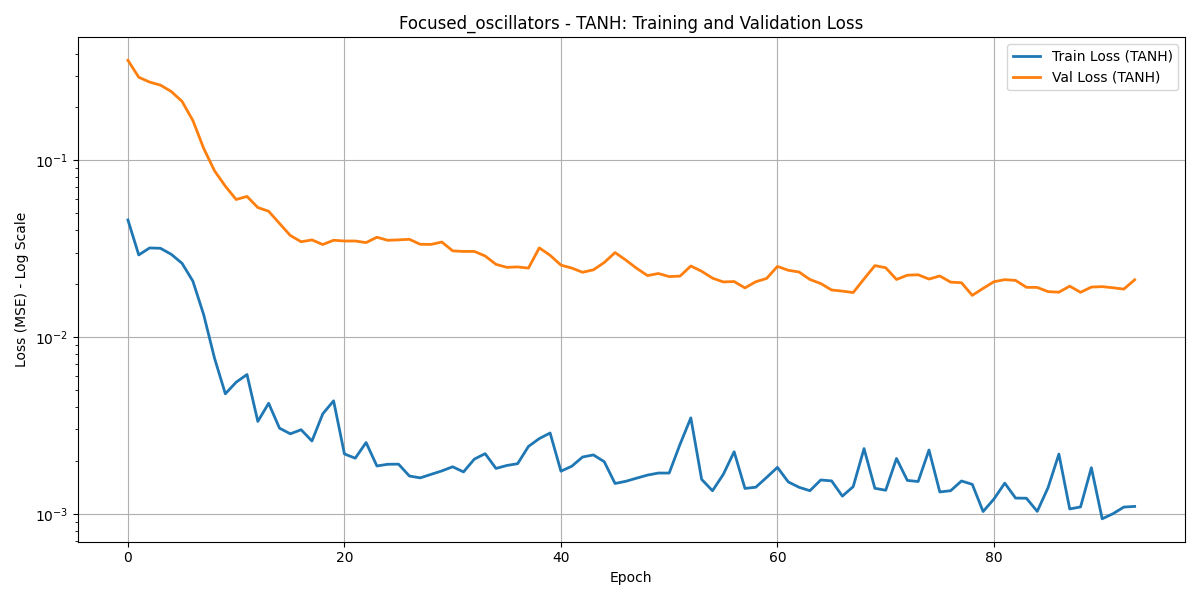 Focused_oscillators - TANH: Training and Validation Loss
Train Loss (TANH)
Val Loss (TANH)
Loss (MSE) - Log Scale
10⁻¹
10⁻²
10⁻³
0 20 40 60 80
Epoch